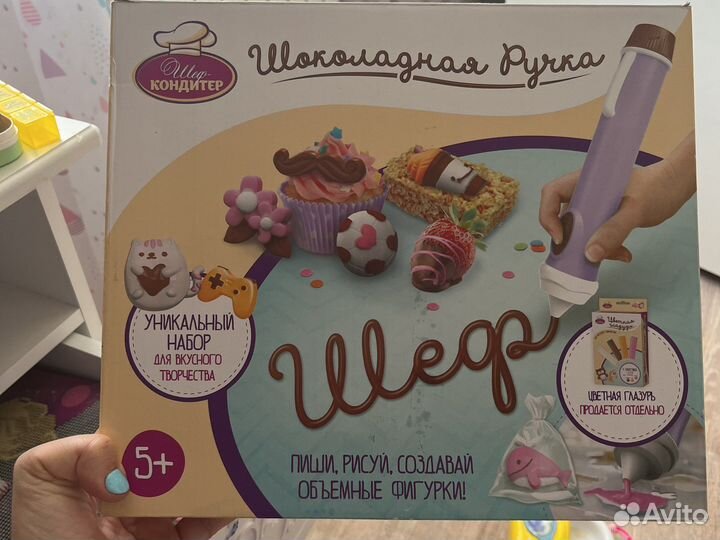 Шоколадная Ручка
Шеф-
КОНДИТЕР
УНИКАЛЬНЫЙ
НАБОР
ДЛЯ ВКУСНОГО
ТВОРЧЕСТВА
Шеф
Цветная
ЦВЕТНАЯ ГЛАЗУРЬ
ПРОДАЕТСЯ ОТДЕЛЬНО
5+
ПИШИ, РИСУЙ, СОЗДАВАЙ
ОБЪЕМНЫЕ ФИГУРКИ!
Avito